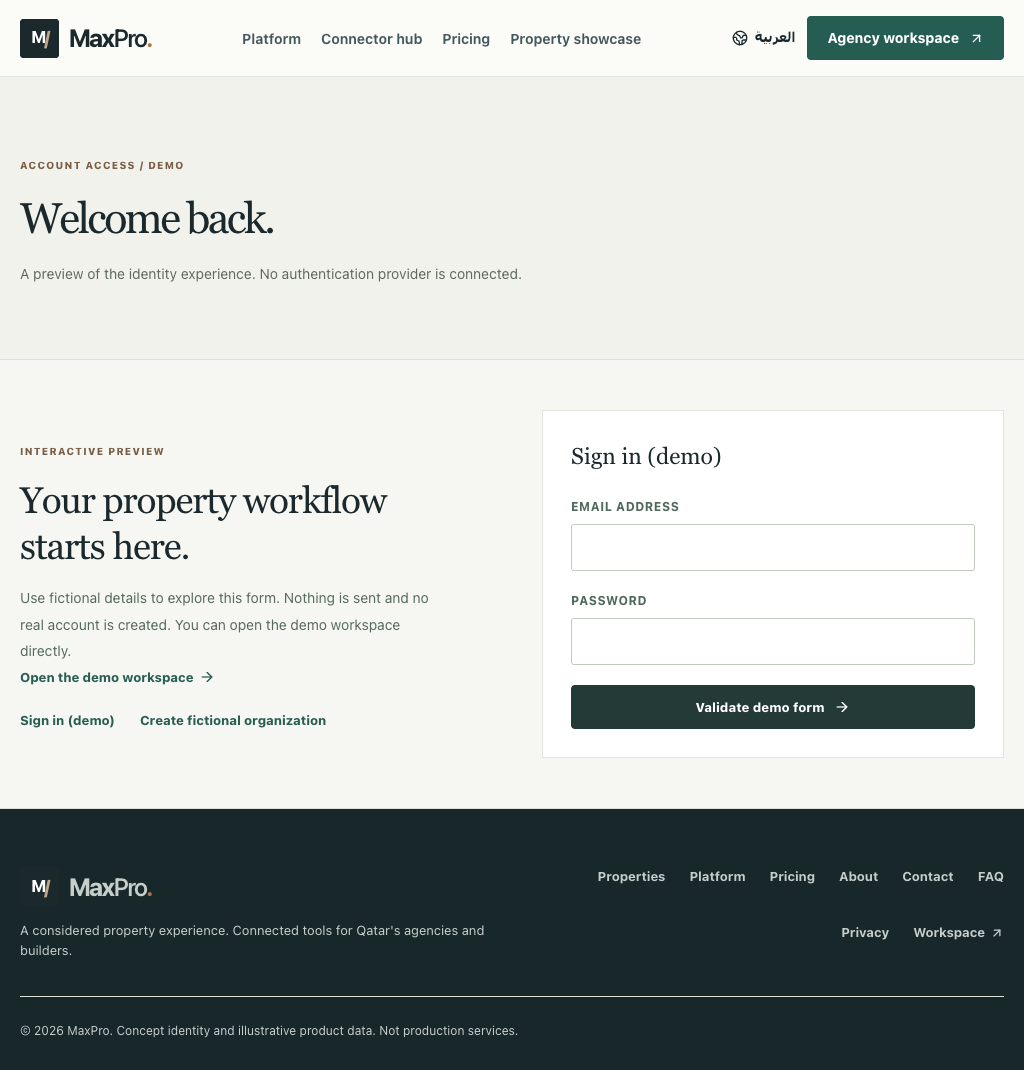 M/ MaxPro.
Platform
Connector hub
Pricing
Property showcase
العربية
Agency workspace
ACCOUNT ACCESS / DEMO
Welcome back.
A preview of the identity experience. No authentication provider is connected.
INTERACTIVE PREVIEW
Your property workflow
starts here.
Use fictional details to explore this form. Nothing is sent and no
real account is created. You can open the demo workspace
directly.
Open the demo workspace →
Sign in (demo)
Create fictional organization
Sign in (demo)
EMAIL ADDRESS
PASSWORD
Validate demo form →
M/ MaxPro.
A considered property experience. Connected tools for Qatar's agencies and
builders.
Properties
Platform
Pricing
About
Contact
FAQ
Privacy
Workspace
© 2026 MaxPro. Concept identity and illustrative product data. Not production services.